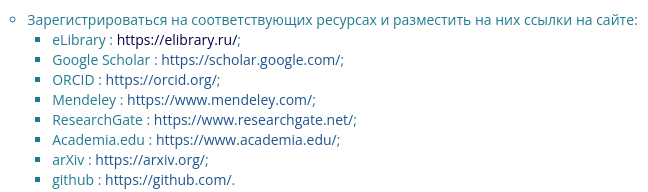 Зарегистрироваться на соответствующих ресурсах и разместить на них ссылки на сайте:
eLibrary : https://elibrary.ru/;
Google Scholar : https://scholar.google.com/;
ORCID : https://orcid.org/;
Mendeley : https://www.mendeley.com/;
ResearchGate : https://www.researchgate.net/;
Academia.edu : https://www.academia.edu/;
arXiv : https://arxiv.org/;
github : https://github.com/.